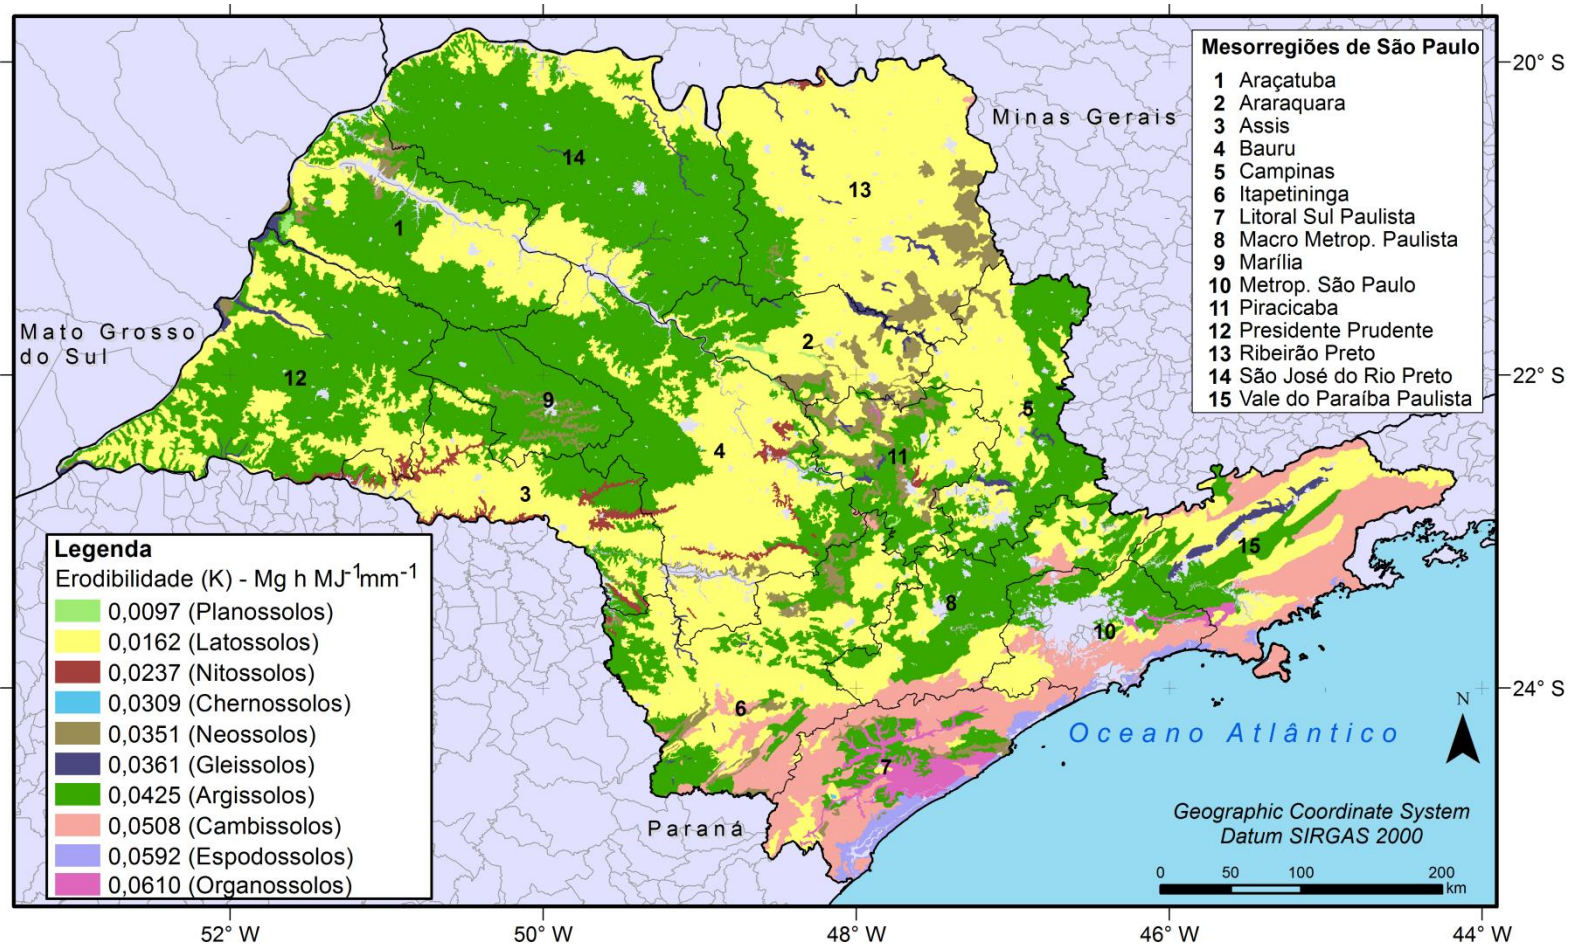 Mesorregiões de São Paulo
1 Araçatuba
2 Araraquara
3 Assis
4 Bauru
5 Campinas
6 Itapetininga
7 Litoral Sul Paulista
8 Macro Metrop. Paulista
9 Marília
10 Metrop. São Paulo
11 Piracicaba
12 Presidente Prudente
13 Ribeirão Preto
14 São José do Rio Preto
15 Vale do Paraíba Paulista
20° S
Minas Gerais
14
13
1
Mato Grosso
do Sul
2
12
22° S
9
5
4
11
3
Legenda
Erodibilidade (K) - Mg h MJ-1mm-1
0,0097 (Planossolos)
0,0162 (Latossolos)
0,0237 (Nitossolos)
0,0309 (Chernossolos)
0,0351 (Neossolos)
0,0361 (Gleissolos)
0,0425 (Argissolos)
0,0508 (Cambissolos)
0,0592 (Espodossolos)
0,0610 (Organossolos)
15
8
10
24° S
6
N
Oceano Atlântico
7
Paraná
Geographic Coordinate System
Datum SIRGAS 2000
0 50 100 200
km
52° W 50° W 48° W 46° W 44° W